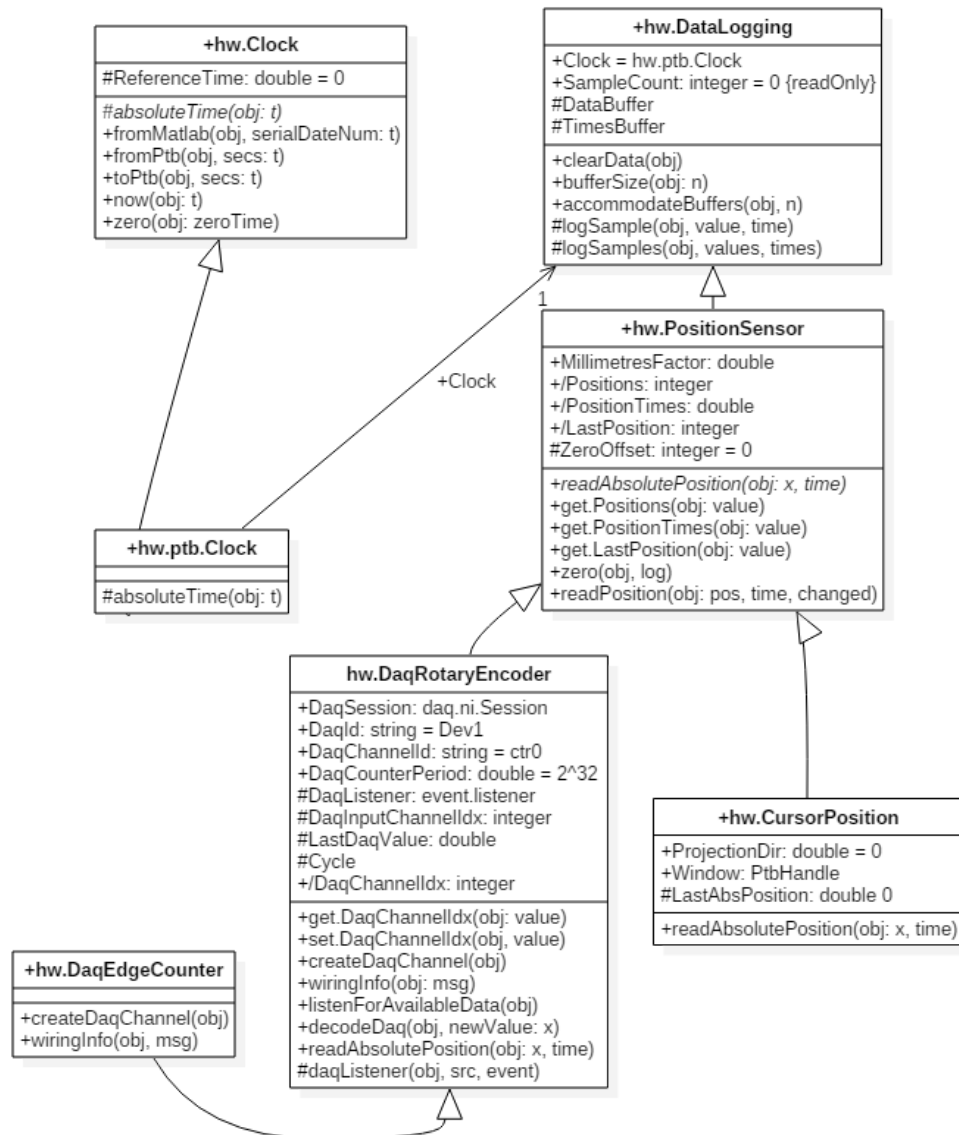 +hw.Clock
#ReferenceTime: double = 0
#absoluteTime(obj: t)
+fromMatlab(obj, serialDateNum: t)
+fromPtb(obj, secs: t)
+toPtb(obj, secs: t)
+now(obj: t)
+zero(obj: zeroTime)
+hw.DataLogging
+Clock = hw.ptb.Clock
+SampleCount: integer = 0 {readOnly}
#DataBuffer
#TimesBuffer
+clearData(obj)
+bufferSize(obj: n)
+accommodateBuffers(obj, n)
#logSample(obj, value, time)
#logSamples(obj, values, times)
1
+Clock
+hw.PositionSensor
+MillimetresFactor: double
+/Positions: integer
+/PositionTimes: double
+/LastPosition: integer
#ZeroOffset: integer = 0
+readAbsolutePosition(obj: x, time)
+get.Positions(obj: value)
+get.PositionTimes(obj: value)
+get.LastPosition(obj: value)
+zero(obj, log)
+readPosition(obj: pos, time, changed)
+hw.ptb.Clock
#absoluteTime(obj: t)
hw.DaqRotaryEncoder
+DaqSession: daq.ni.Session
+DaqId: string = Dev1
+DaqChannelId: string = ctr0
+DaqCounterPeriod: double = 2^32
#DaqListener: event.listener
#DaqInputChannelIdx: integer
#LastDaqValue: double
#Cycle
+/DaqChannelIdx: integer
+get.DaqChannelIdx(obj: value)
+set.DaqChannelIdx(obj, value)
+createDaqChannel(obj)
+wiringInfo(obj: msg)
+listenForAvailableData(obj)
+decodeDaq(obj, newValue: x)
+readAbsolutePosition(obj: x, time)
#daqListener(obj, src, event)
+hw.CursorPosition
+ProjectionDir: double = 0
+Window: PtbHandle
#LastAbsPosition: double 0
+readAbsolutePosition(obj: x, time)
+hw.DaqEdgeCounter
+createDaqChannel(obj)
+wiringInfo(obj, msg)